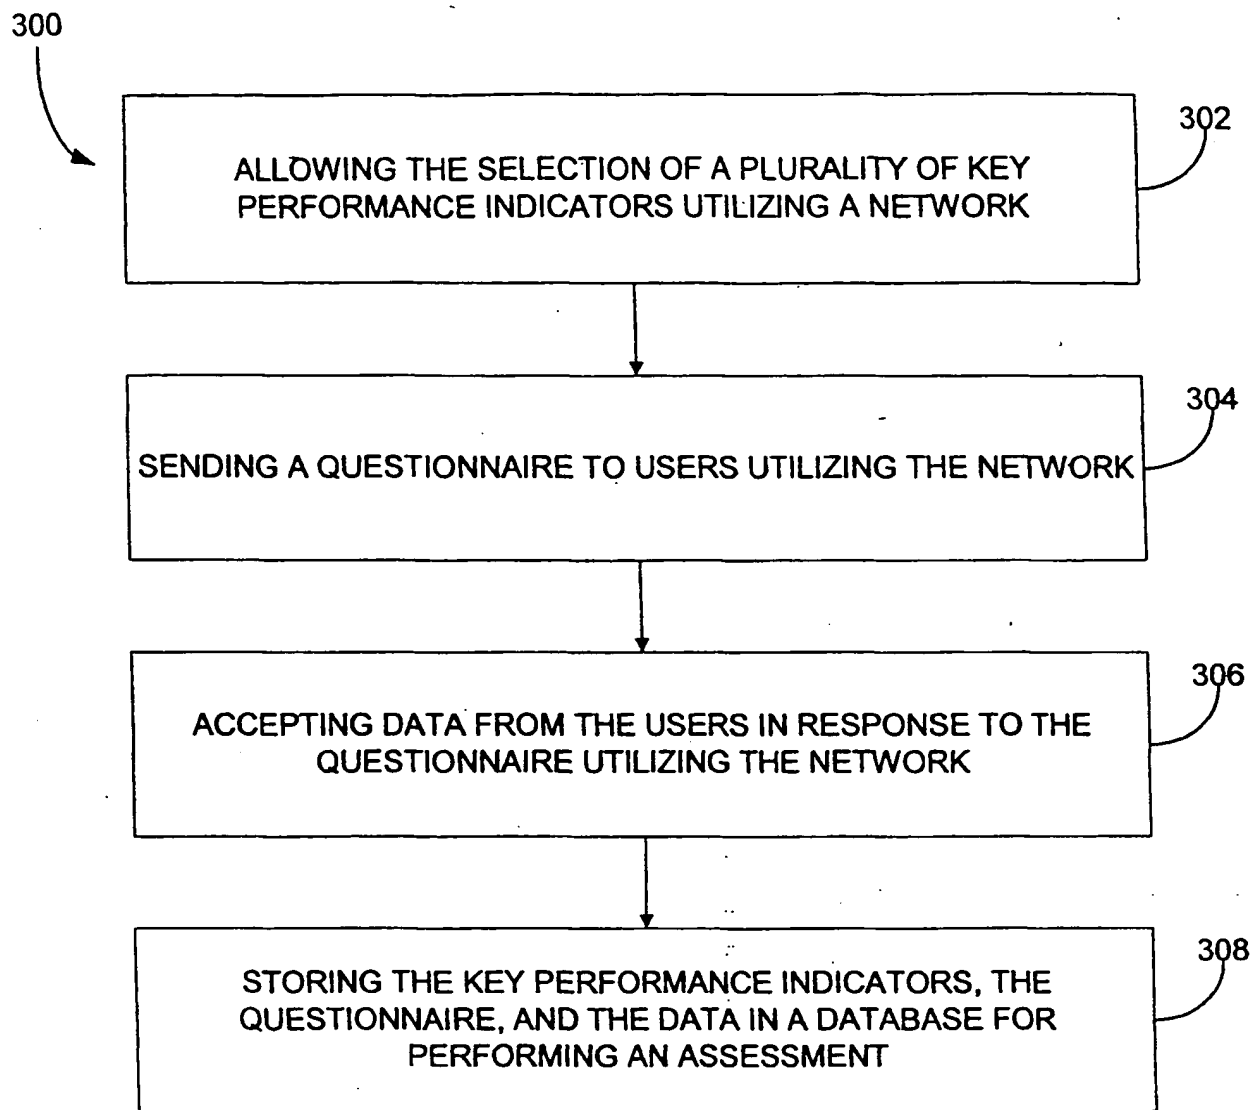 300
302
ALLOWING THE SELECTION OF A PLURALITY OF KEY
PERFORMANCE INDICATORS UTILIZING A NETWORK
304
SENDING A QUESTIONNAIRE TO USERS UTILIZING THE NETWORK
306
ACCEPTING DATA FROM THE USERS IN RESPONSE TO THE
QUESTIONNAIRE UTILIZING THE NETWORK
308
STORING THE KEY PERFORMANCE INDICATORS, THE
QUESTIONNAIRE, AND THE DATA IN A DATABASE FOR
PERFORMING AN ASSESSMENT